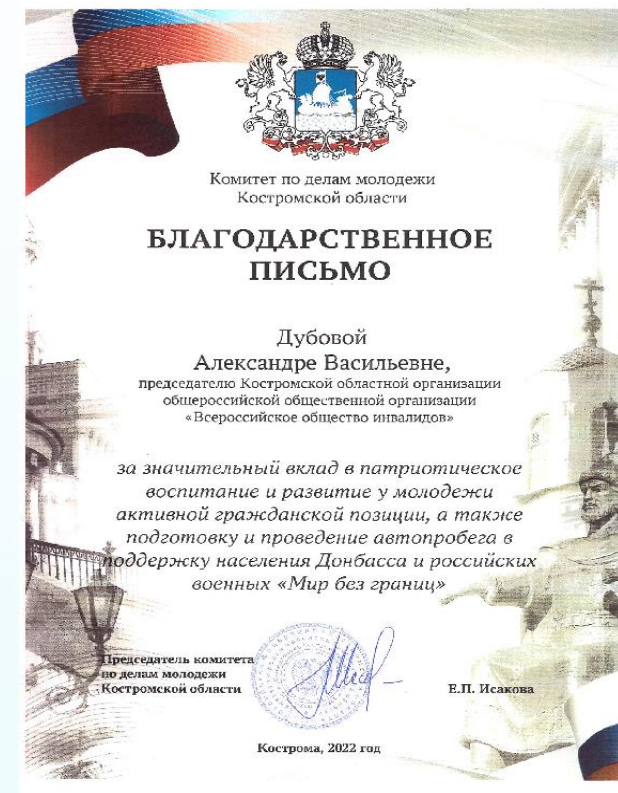 Комитет по делам молодежи
Костромской области
БЛАГОДАРСТВЕННОЕ
ПИСЬМО
Дубовой
Александре Васильевне,
председателю Костромской областной организации
общероссийской общественной организации
«Всероссийское общество инвалидов»
за значительный вклад в патриотическое
воспитание и развитие у молодежи
активной гражданской позиции, а также
подготовку и проведение автопробега в
поддержку населения Донбасса и российских
военных «Мир без границ»
Председатель комитета
по делам молодежи
Костромской области
Е.П. Исакова
Кострома, 2022 год